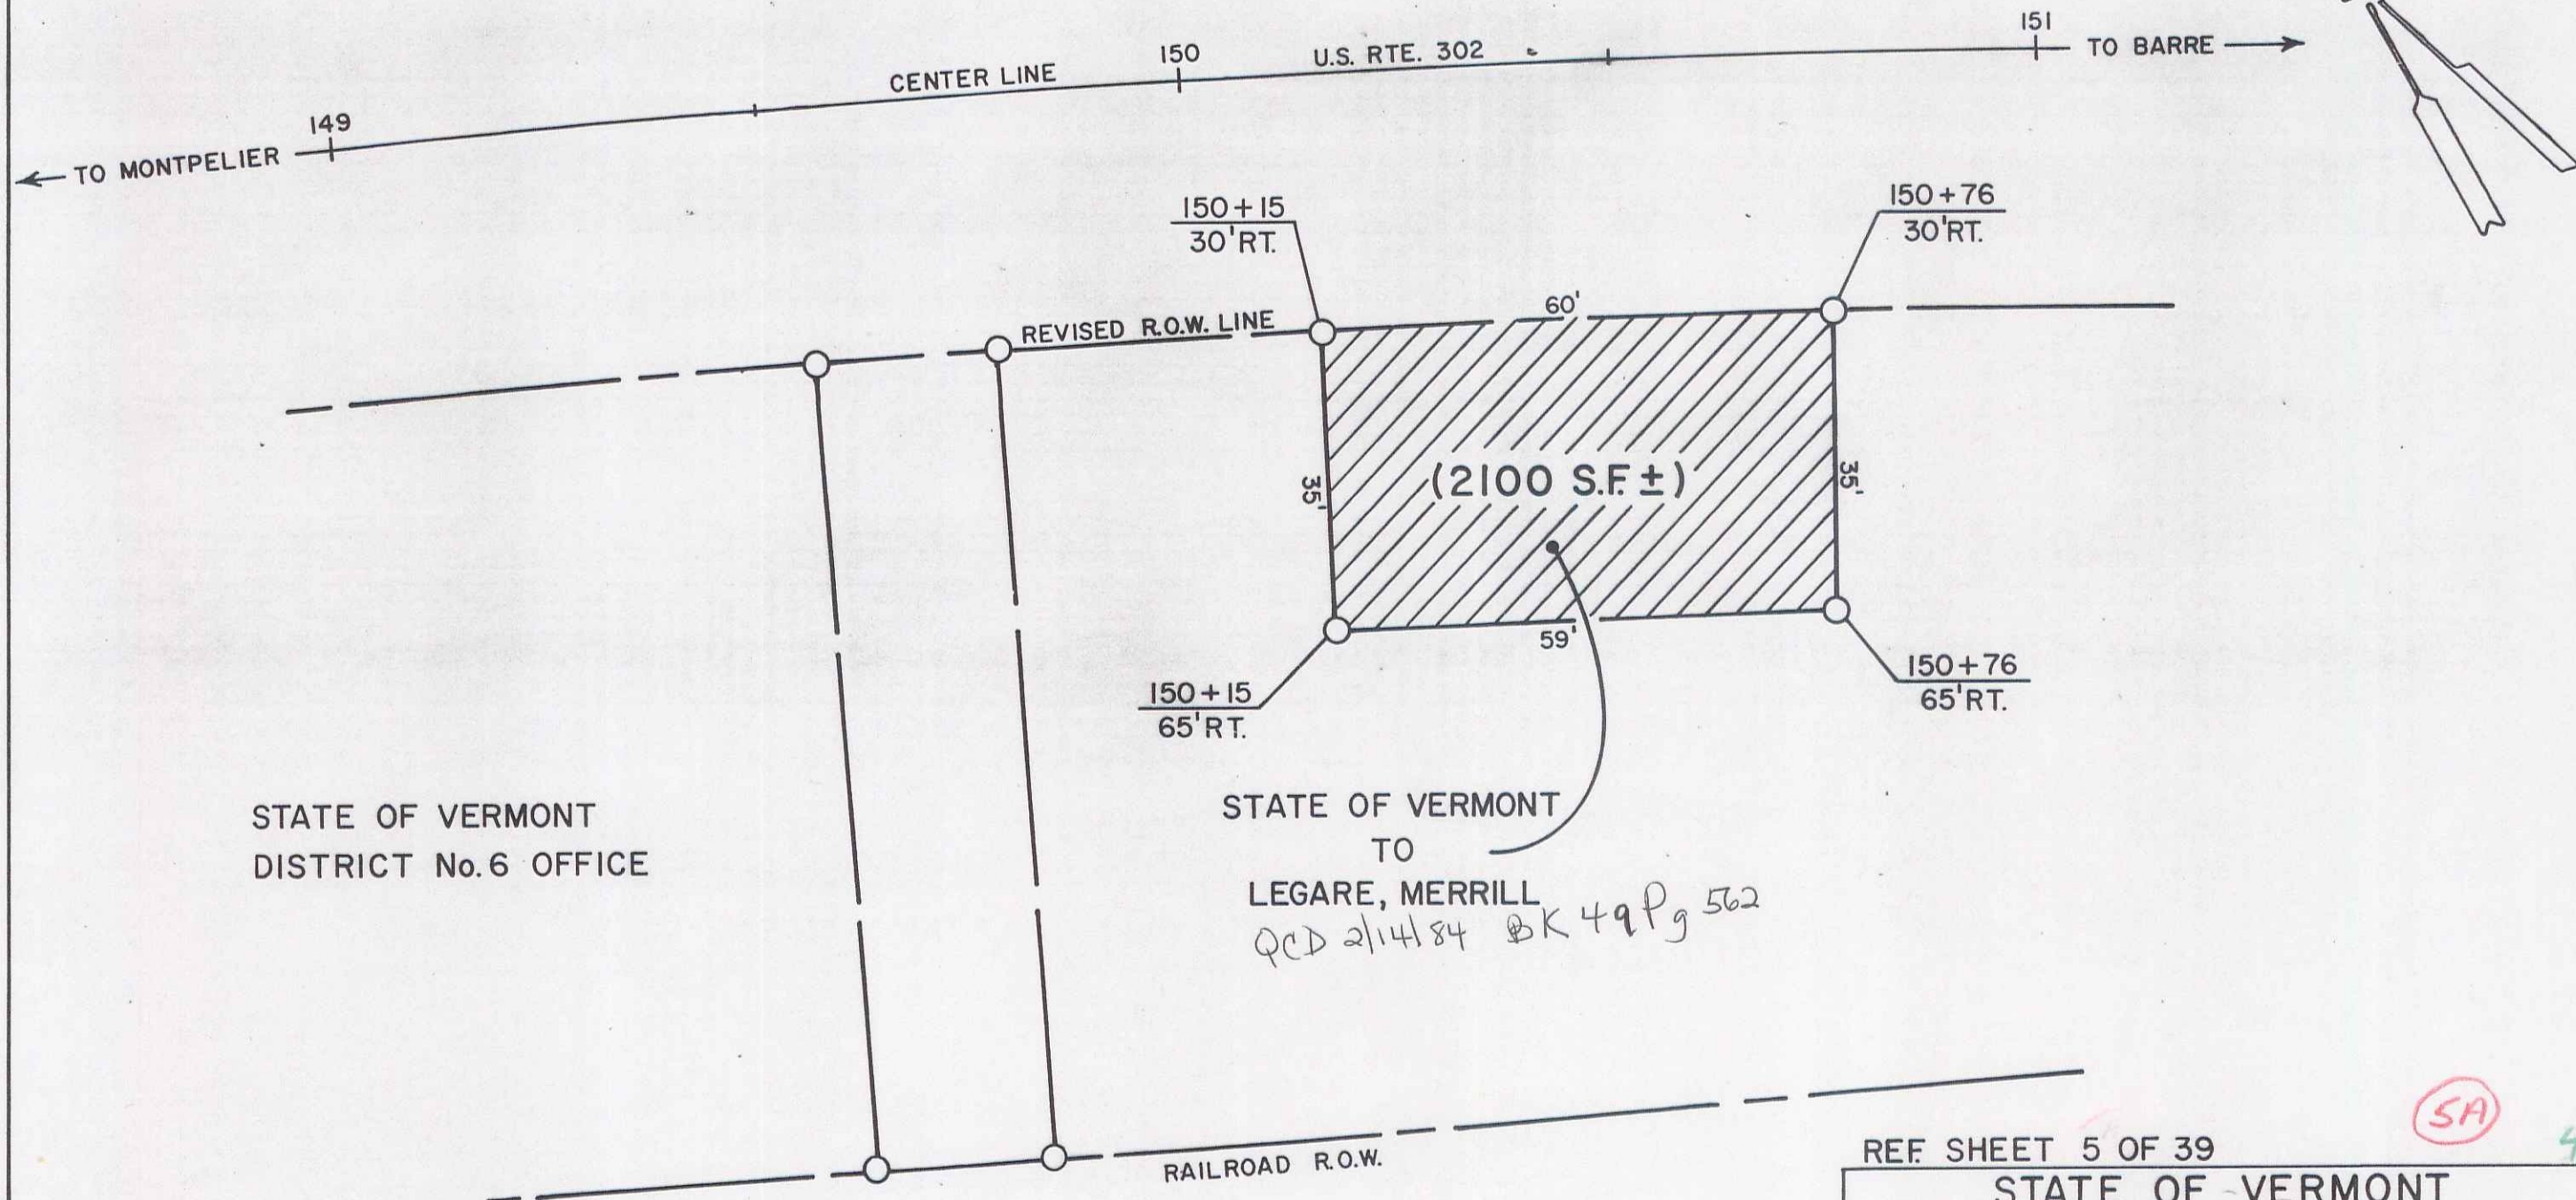 151
150
U.S. RTE. 302
TO BARRE
CENTER LINE
149
TO MONTPELIER
150+15
30'RT.
150+76
30'RT.
60'
REVISED R.O.W. LINE
35'
(2100 S.F. ±)
35'
59'
150+15
65'RT.
150+76
65'RT.
STATE OF VERMONT
DISTRICT No. 6 OFFICE
STATE OF VERMONT
TO
LEGARE, MERRILL
QCD 2/14/84 BK 49 Pg 562
RAILROAD R.O.W.
5A
REF. SHEET 5 OF 39
STATE OF VERMONT